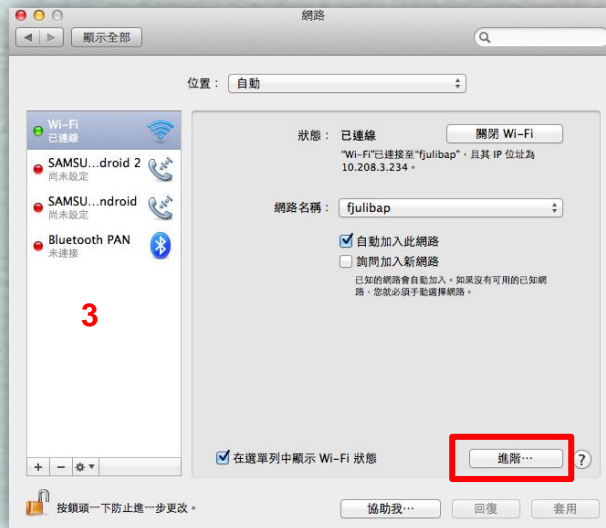 網路
顯示全部
位置： 自動
Wi-Fi
已連線
SAMSU...droid 2
尚未設定
SAMSU...ndroid
尚未設定
Bluetooth PAN
未連接
3
狀態： 已連線 關閉 Wi-Fi
"Wi-Fi"已連接至"fjulibap"，且其 IP 位址為
10.208.3.234。
網路名稱： fjulibap
自動加入此網路
詢問加入新網路
已知的網路會自動加入。如果沒有可用的已知網
路，您就必須手動選擇網路。
+ −
在選單列中顯示 Wi-Fi 狀態 進階… ?
按鎖頭一下防止進一步更改。 協助我… 回復 套用